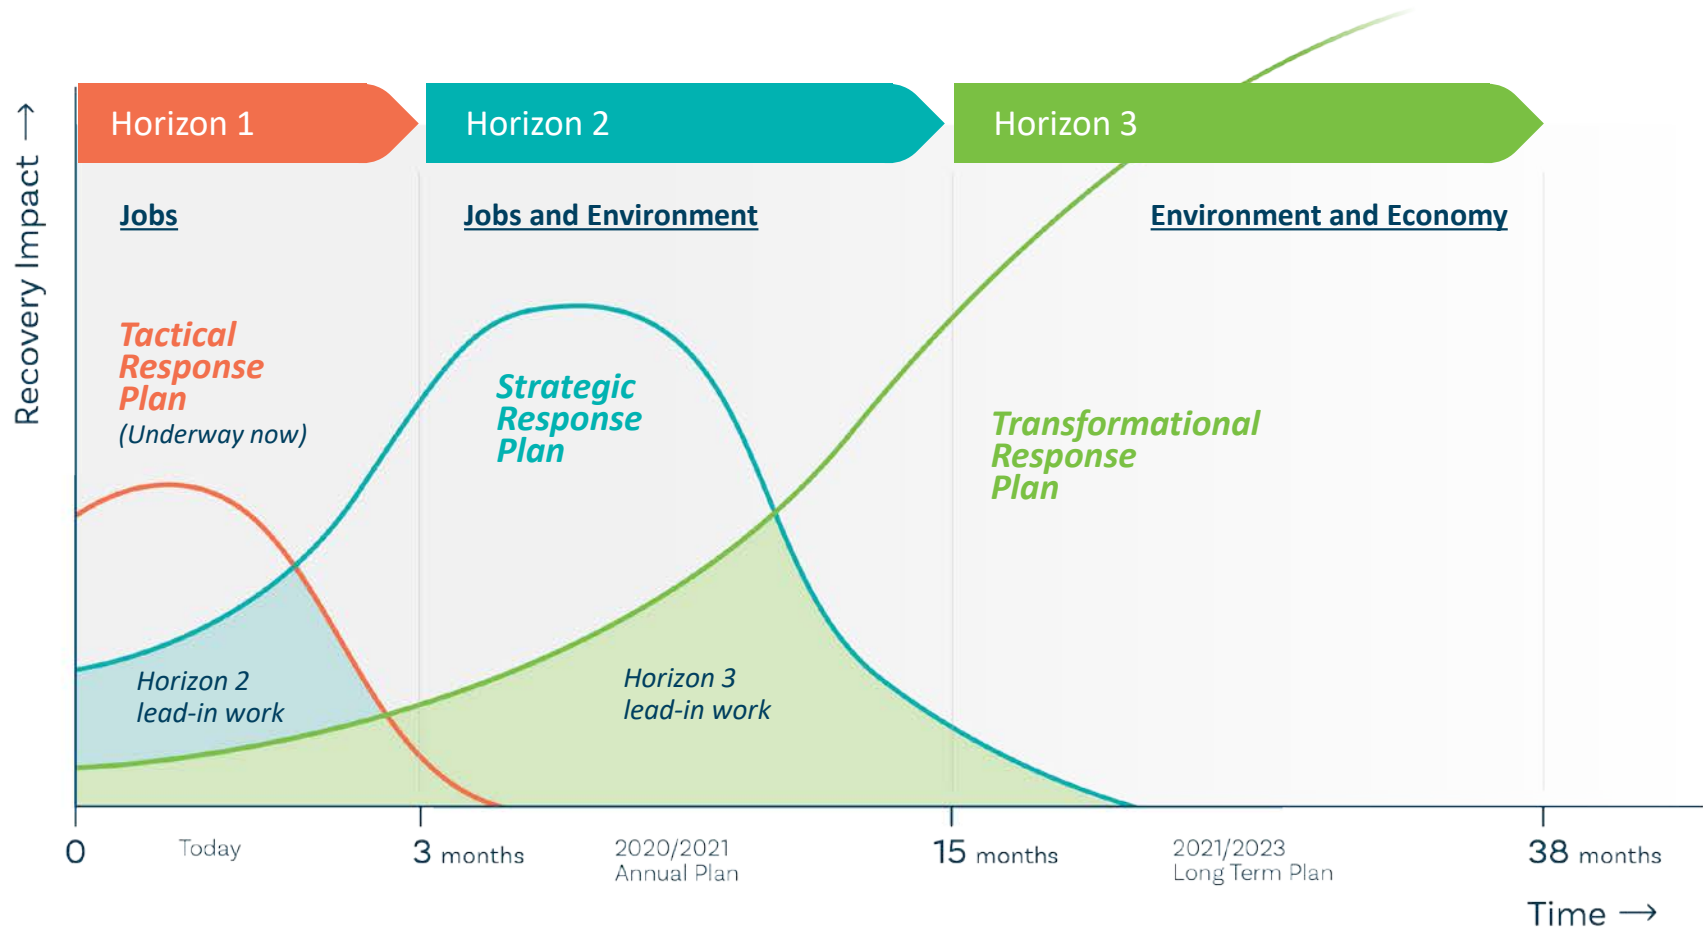 Recovery Impact →
Horizon 1
Horizon 2
Horizon 3
Jobs
Jobs and Environment
Environment and Economy
Tactical
Response
Plan
(Underway now)
Strategic
Response
Plan
Transformational
Response
Plan
Horizon 2
lead-in work
Horizon 3
lead-in work
0
Today
3 months
2020/2021
Annual Plan
15 months
2021/2023
Long Term Plan
38 months
Time →